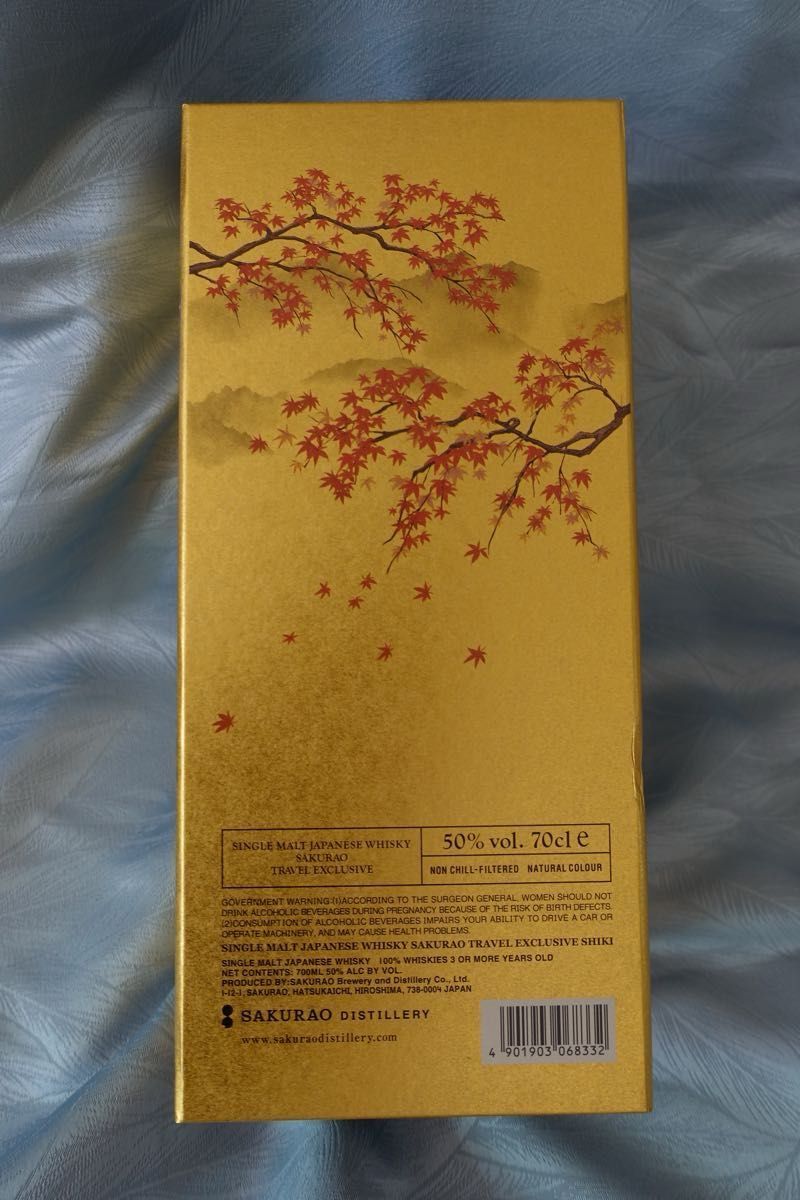 SINGLE MALT JAPANESE WHISKY
SAKURAO
TRAVEL EXCLUSIVE
50% vol. 70cl e
NON CHILL-FILTERED NATURAL COLOUR
GOVERNMENT WARNING:(1)ACCORDING TO THE SURGEON GENERAL, WOMEN SHOULD NOT
DRINK ALCOHOLIC BEVERAGES DURING PREGNANCY BECAUSE OF THE RISK OF BIRTH DEFECTS.
(2)CONSUMPTION OF ALCOHOLIC BEVERAGES IMPAIRS YOUR ABILITY TO DRIVE A CAR OR
OPERATE MACHINERY, AND MAY CAUSE HEALTH PROBLEMS.
SINGLE MALT JAPANESE WHISKY SAKURAO TRAVEL EXCLUSIVE SHIKI
SINGLE MALT JAPANESE WHISKY 100% WHISKIES 3 OR MORE YEARS OLD
NET CONTENTS: 700ML 50% ALC BY VOL.
PRODUCED BY:SAKURAO Brewery and Distillery Co., Ltd.
1-12-1, SAKURAO, HATSUKAICHI, HIROSHIMA, 738-0004 JAPAN
SAKURAO DISTILLERY
www.sakuraodistillery.com
4 901903 068332